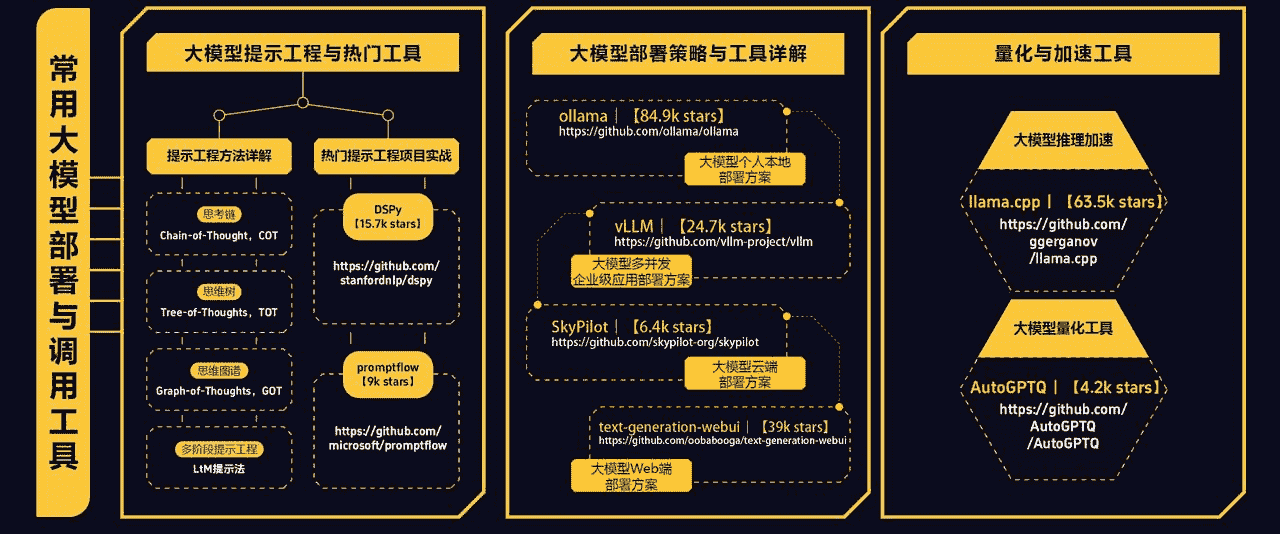 常用大模型部署与调用工具
大模型提示工程与热门工具
提示工程方法详解
思考链
Chain-of-Thought，COT
思维树
Tree-of-Thoughts，TOT
思维图谱
Graph-of-Thoughts，GOT
多阶段提示工程
LtM提示法
热门提示工程项目实战
DSPy
【15.7k stars】
https://github.com/
stanfordnlp/dspy
promptflow
【9k stars】
https://github.com/
microsoft/promptflow
大模型部署策略与工具详解
ollama｜【84.9k stars】
https://github.com/ollama/ollama
大模型个人本地
部署方案
vLLM｜【24.7k stars】
https://github.com/vllm-project/vllm
大模型多并发
企业级应用部署方案
SkyPilot｜【6.4k stars】
https://github.com/skypilot-org/skypilot
大模型云端
部署方案
text-generation-webui｜【39k stars】
https://github.com/oobabooga/text-generation-webui
大模型Web端
部署方案
量化与加速工具
大模型推理加速
llama.cpp｜【63.5k stars】
https://github.com/
ggerganov
/llama.cpp
大模型量化工具
AutoGPTQ｜【4.2k stars】
https://github.com/
AutoGPTQ
/AutoGPTQ